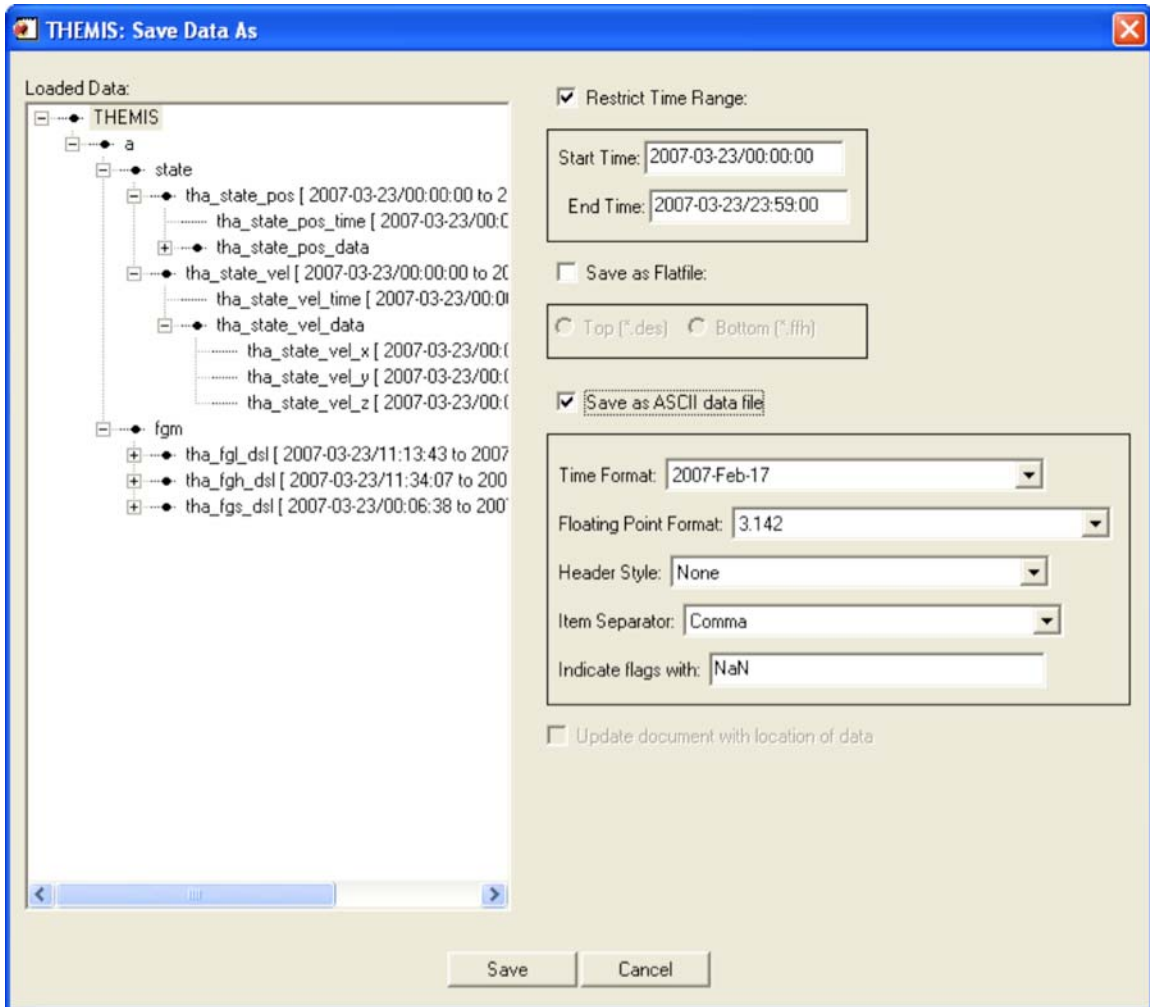 THEMIS: Save Data As
Loaded Data:
THEMIS
a
state
tha_state_pos [ 2007-03-23/00:00:00 to 2
tha_state_pos_time [ 2007-03-23/00:0
tha_state_pos_data
tha_state_vel [ 2007-03-23/00:00:00 to 20
tha_state_vel_time [ 2007-03-23/00:00
tha_state_vel_data
tha_state_vel_x [ 2007-03-23/00:0
tha_state_vel_y [ 2007-03-23/00:0
tha_state_vel_z [ 2007-03-23/00:0
fgm
tha_fgl_dsl [ 2007-03-23/11:13:43 to 2007
tha_fgh_dsl [ 2007-03-23/11:34:07 to 200
tha_fgs_dsl [ 2007-03-23/00:06:38 to 200
Restrict Time Range:
Start Time: 2007-03-23/00:00:00
End Time: 2007-03-23/23:59:00
Save as Flatfile:
Top (*.des) Bottom (*.ffh)
Save as ASCII data file
Time Format: 2007-Feb-17
Floating Point Format: 3.142
Header Style: None
Item Separator: Comma
Indicate flags with: NaN
Update document with location of data
Save Cancel